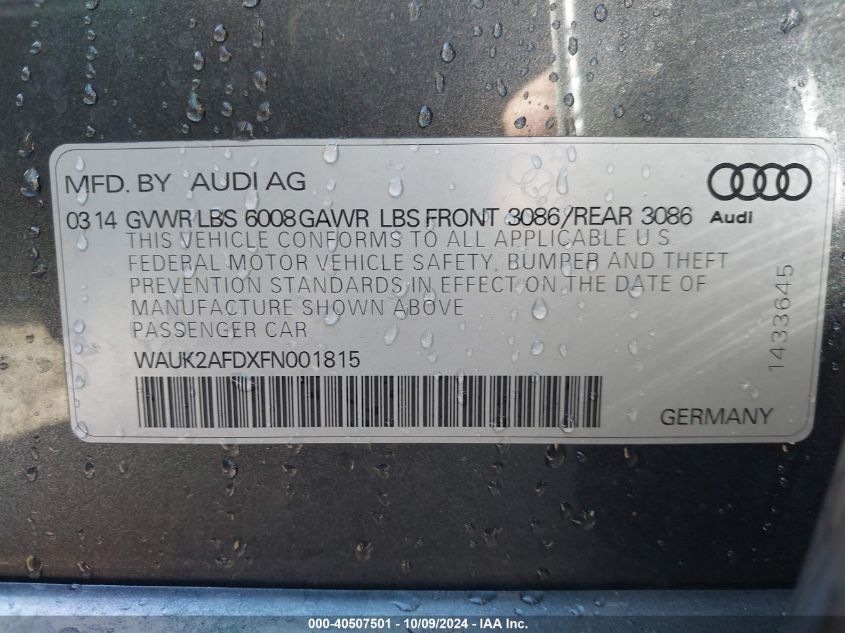 MFD. BY AUDI AG
0314 GVWR LBS 6008 GAWR LBS FRONT 3086/REAR 3086
Audi
THIS VEHICLE CONFORMS TO ALL APPLICABLE U.S.
FEDERAL MOTOR VEHICLE SAFETY, BUMPER AND THEFT
PREVENTION STANDARDS IN EFFECT ON THE DATE OF
MANUFACTURE SHOWN ABOVE
PASSENGER CAR
WAUK2AFDXFN001815
GERMANY
1433645
000-40507501 - 10/09/2024 - IAA Inc.